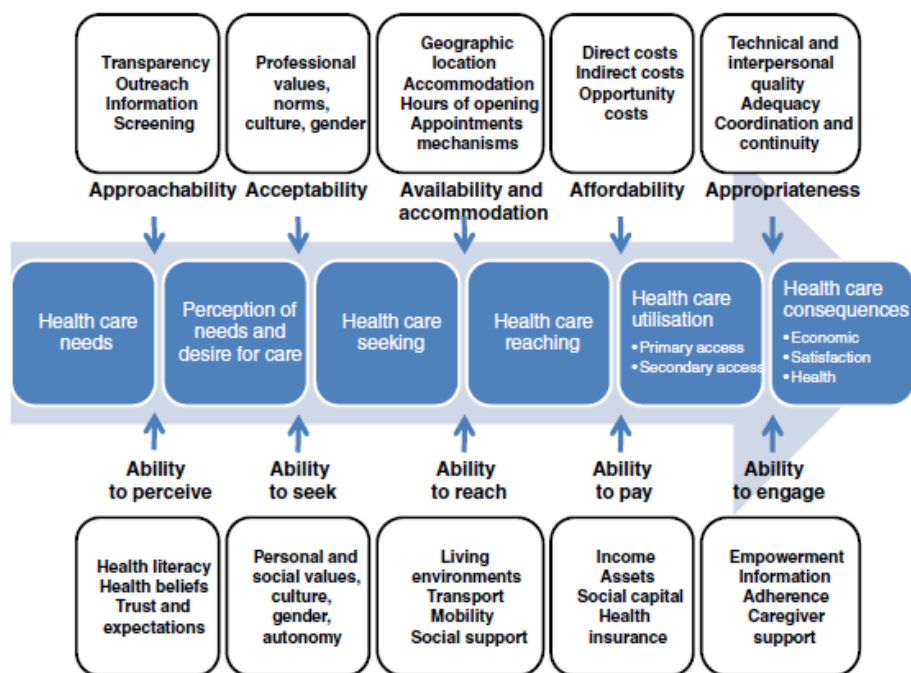 Transparency
Outreach
Information
Screening
Professional
values,
norms,
culture, gender
Geographic
location
Accommodation
Hours of opening
Appointments
mechanisms
Direct costs
Indirect costs
Opportunity
costs
Technical and
interpersonal
quality
Adequacy
Coordination and
continuity
Approachability
Acceptability
Availability and
accommodation
Affordability
Appropriateness
Health care
needs
Perception of
needs and
desire for care
Health care
seeking
Health care
reaching
Health care
utilisation
•Primary access
•Secondary access
Health care
consequences
•Economic
•Satisfaction
•Health
Ability
to perceive
Ability
to seek
Ability
to reach
Ability
to pay
Ability
to engage
Health literacy
Health beliefs
Trust and
expectations
Personal and
social values,
culture,
gender,
autonomy
Living
environments
Transport
Mobility
Social support
Income
Assets
Social capital
Health
insurance
Empowerment
Information
Adherence
Caregiver
support